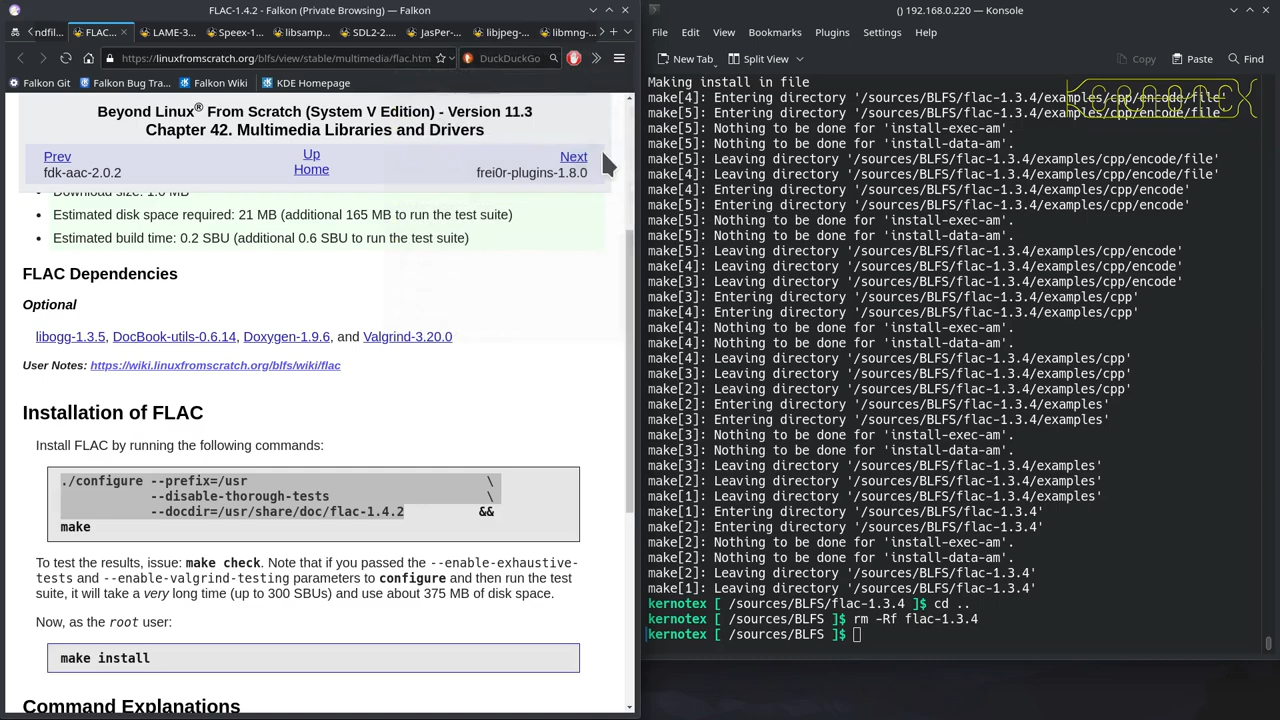 FLAC-1.4.2 - Falkon (Private Browsing) — Falkon
ndfil...
FLAC...
LAME-3...
Speex-1...
libsamp...
SDL2-2....
JasPer-...
libjpeg-...
libmng-...
https://linuxfromscratch.org/blfs/view/stable/multimedia/flac.htm
DuckDuckGo
Falkon Git
Falkon Bug Tra...
Falkon Wiki
KDE Homepage
Beyond Linux® From Scratch (System V Edition) - Version 11.3
Chapter 42. Multimedia Libraries and Drivers
Prev
Up
Next
fdk-aac-2.0.2
Home
frei0r-plugins-1.8.0
Download size: 1.0 MB
Estimated disk space required: 21 MB (additional 165 MB to run the test suite)
Estimated build time: 0.2 SBU (additional 0.6 SBU to run the test suite)
FLAC Dependencies
Optional
libogg-1.3.5, DocBook-utils-0.6.14, Doxygen-1.9.6, and Valgrind-3.20.0
User Notes: https://wiki.linuxfromscratch.org/blfs/wiki/flac
Installation of FLAC
Install FLAC by running the following commands:
./configure --prefix=/usr \
--disable-thorough-tests \
--docdir=/usr/share/doc/flac-1.4.2 &&
make
To test the results, issue: make check. Note that if you passed the --enable-exhaustive-
tests and --enable-valgrind-testing parameters to configure and then run the test
suite, it will take a very long time (up to 300 SBUs) and use about 375 MB of disk space.
Now, as the root user:
make install
Command Explanations
() 192.168.0.220 — Konsole
File Edit View Bookmarks Plugins Settings Help
New Tab Split View Copy Paste Find
KERNOTEX
Making install in file
make[4]: Entering directory '/sources/BLFS/flac-1.3.4/examples/cpp/encode/file'
make[5]: Entering directory '/sources/BLFS/flac-1.3.4/examples/cpp/encode/file'
make[5]: Nothing to be done for 'install-exec-am'.
make[5]: Nothing to be done for 'install-data-am'.
make[5]: Leaving directory '/sources/BLFS/flac-1.3.4/examples/cpp/encode/file'
make[4]: Leaving directory '/sources/BLFS/flac-1.3.4/examples/cpp/encode/file'
make[4]: Entering directory '/sources/BLFS/flac-1.3.4/examples/cpp/encode'
make[5]: Entering directory '/sources/BLFS/flac-1.3.4/examples/cpp/encode'
make[5]: Nothing to be done for 'install-exec-am'.
make[5]: Nothing to be done for 'install-data-am'.
make[5]: Leaving directory '/sources/BLFS/flac-1.3.4/examples/cpp/encode'
make[4]: Leaving directory '/sources/BLFS/flac-1.3.4/examples/cpp/encode'
make[3]: Leaving directory '/sources/BLFS/flac-1.3.4/examples/cpp/encode'
make[3]: Entering directory '/sources/BLFS/flac-1.3.4/examples/cpp'
make[4]: Entering directory '/sources/BLFS/flac-1.3.4/examples/cpp'
make[4]: Nothing to be done for 'install-exec-am'.
make[4]: Nothing to be done for 'install-data-am'.
make[4]: Leaving directory '/sources/BLFS/flac-1.3.4/examples/cpp'
make[3]: Leaving directory '/sources/BLFS/flac-1.3.4/examples/cpp'
make[2]: Leaving directory '/sources/BLFS/flac-1.3.4/examples/cpp'
make[2]: Entering directory '/sources/BLFS/flac-1.3.4/examples'
make[3]: Entering directory '/sources/BLFS/flac-1.3.4/examples'
make[3]: Nothing to be done for 'install-exec-am'.
make[3]: Nothing to be done for 'install-data-am'.
make[3]: Leaving directory '/sources/BLFS/flac-1.3.4/examples'
make[2]: Leaving directory '/sources/BLFS/flac-1.3.4/examples'
make[1]: Leaving directory '/sources/BLFS/flac-1.3.4/examples'
make[1]: Entering directory '/sources/BLFS/flac-1.3.4'
make[2]: Entering directory '/sources/BLFS/flac-1.3.4'
make[2]: Nothing to be done for 'install-exec-am'.
make[2]: Nothing to be done for 'install-data-am'.
make[2]: Leaving directory '/sources/BLFS/flac-1.3.4'
make[1]: Leaving directory '/sources/BLFS/flac-1.3.4'
kernotex [ /sources/BLFS/flac-1.3.4 ]$ cd ..
kernotex [ /sources/BLFS ]$ rm -Rf flac-1.3.4
kernotex [ /sources/BLFS ]$